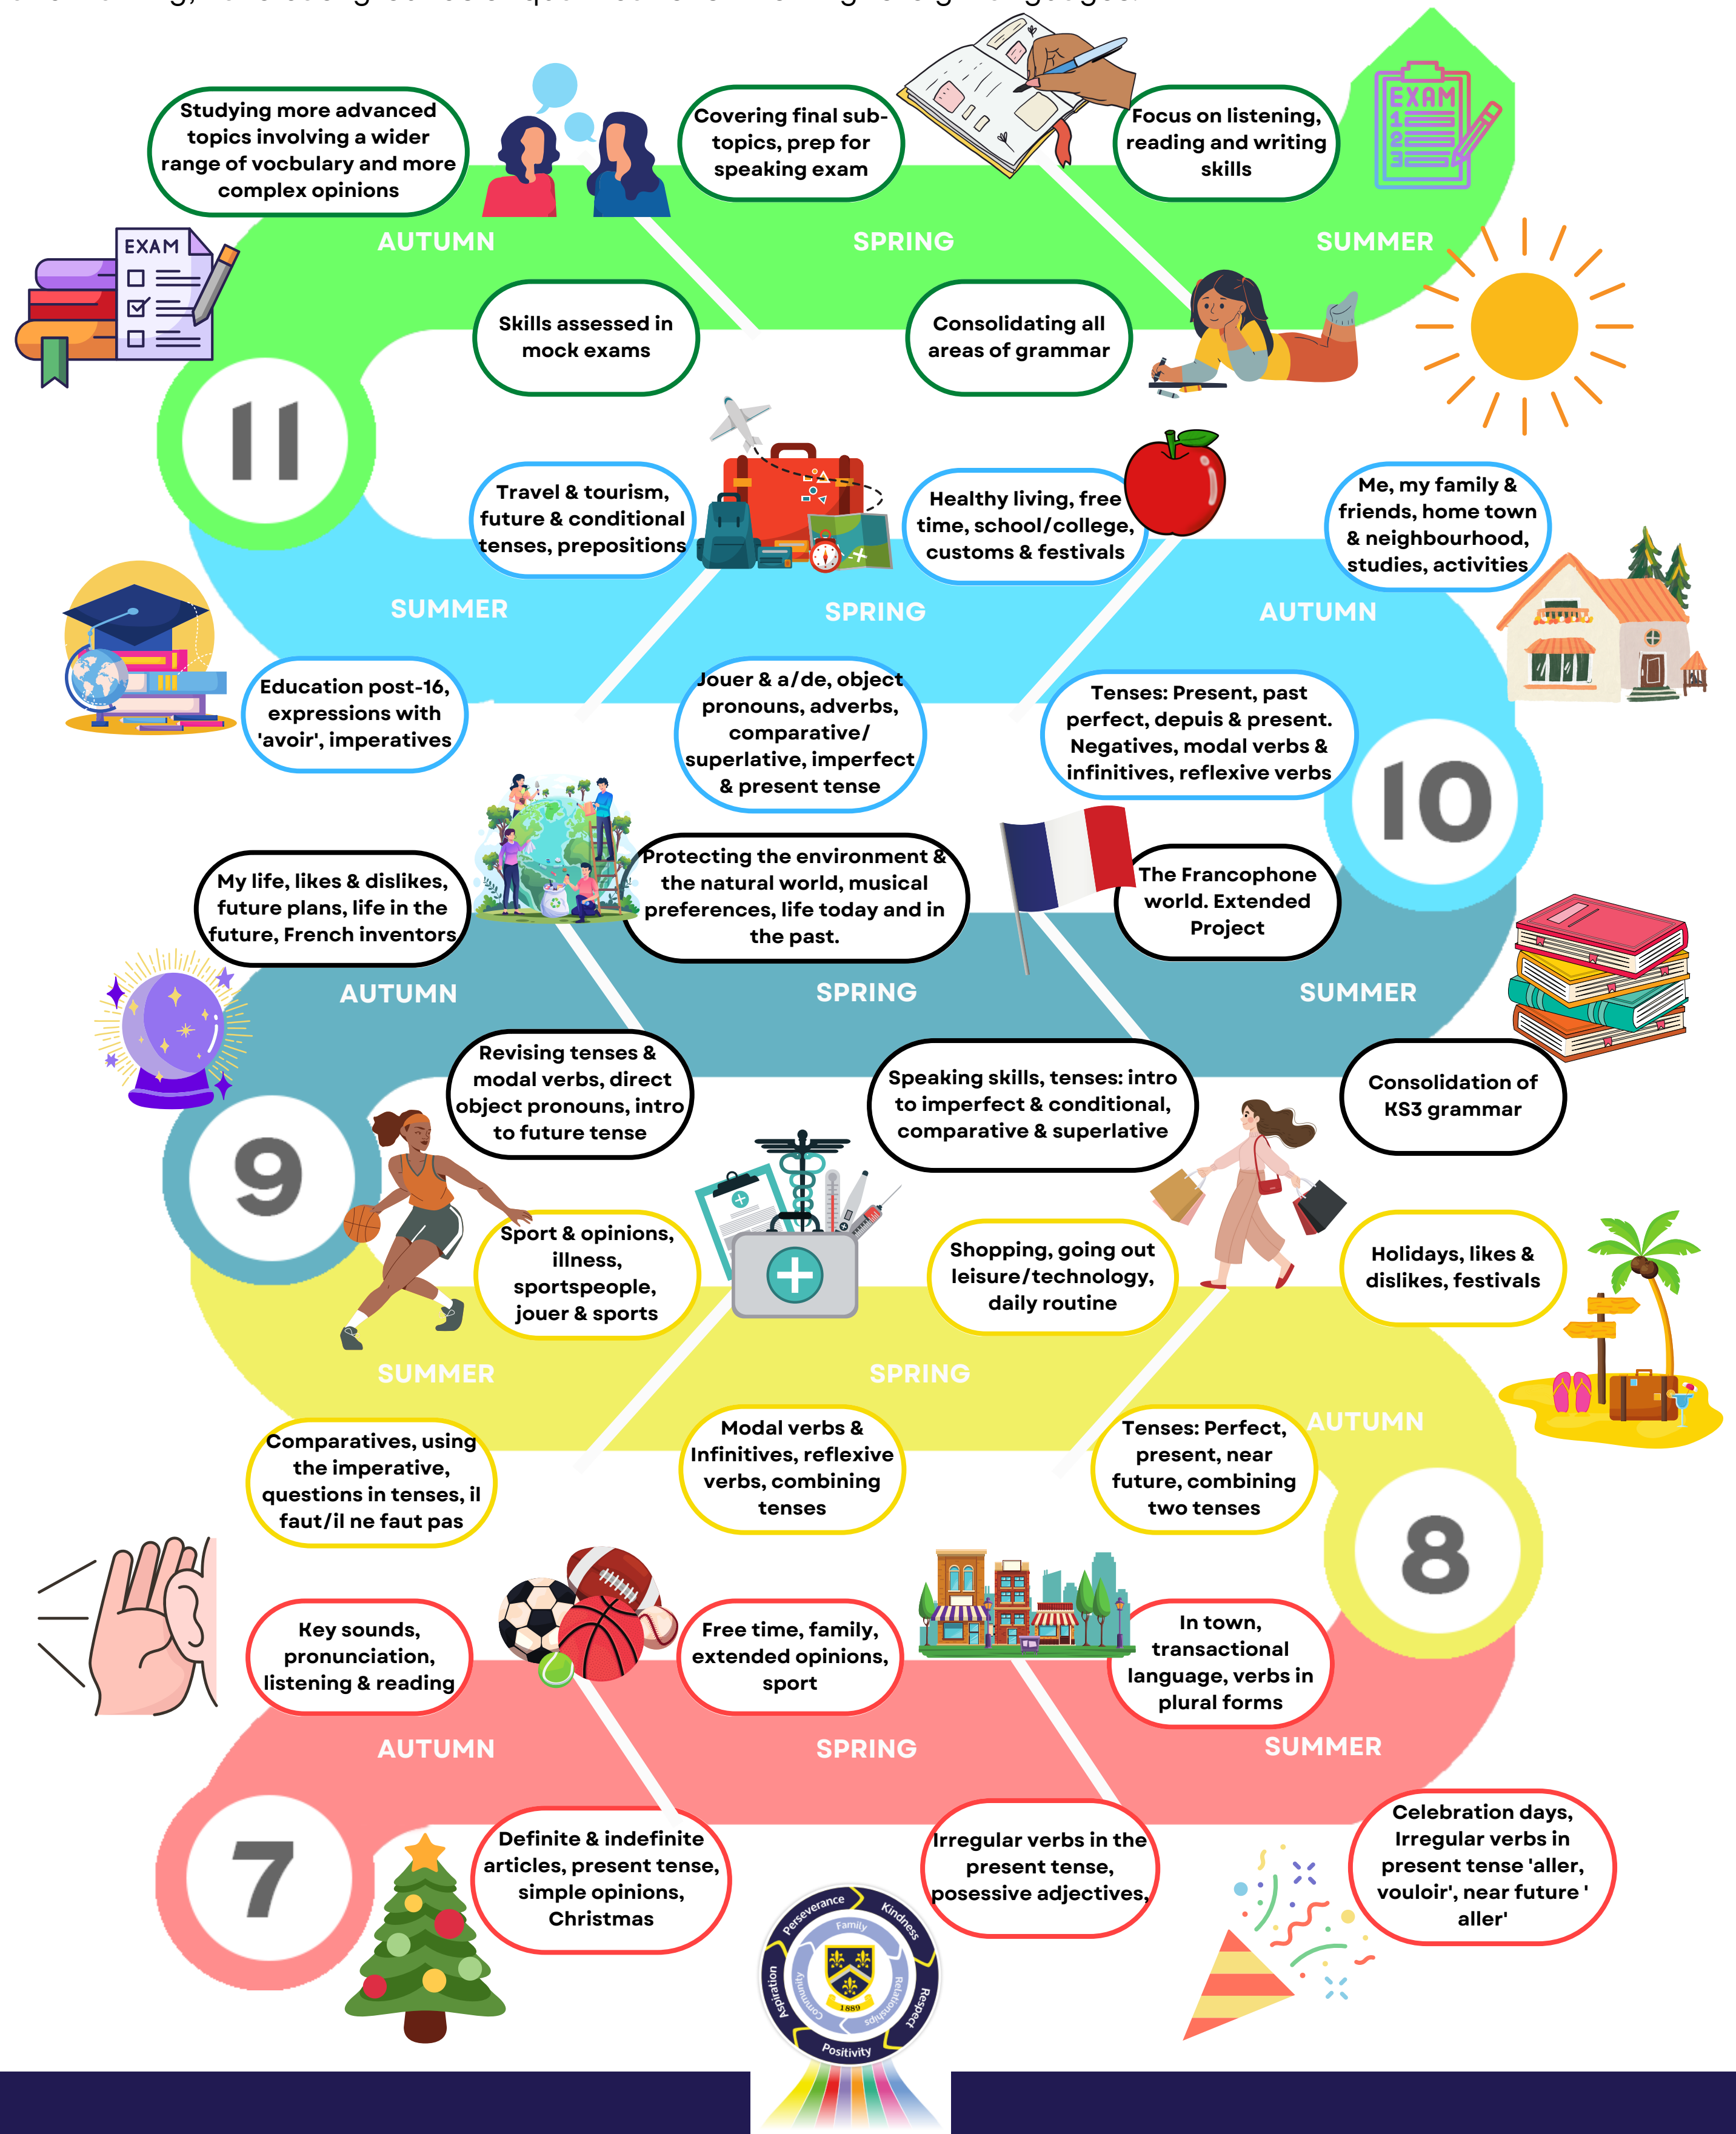 Studying more advanced
topics involving a wider
range of vocbulary and more
complex opinions
Covering final sub-
topics, prep for
speaking exam
Focus on listening,
reading and writing
skills
EXAM
1
2
3
EXAM
AUTUMN
SPRING
SUMMER
Skills assessed in
mock exams
Consolidating all
areas of grammar
11
Travel & tourism,
future & conditional
tenses, prepositions
Healthy living, free
time, school/college,
customs & festivals
Me, my family &
friends, home town
& neighbourhood,
studies, activities
SUMMER
SPRING
AUTUMN
Education post-16,
expressions with
'avoir', imperatives
Jouer & a/de, object
pronouns, adverbs,
comparative/
superlative, imperfect
& present tense
Tenses: Present, past
perfect, depuis & present.
Negatives, modal verbs &
infinitives, reflexive verbs
10
My life, likes & dislikes,
future plans, life in the
future, French inventors
Protecting the environment &
the natural world, musical
preferences, life today and in
the past.
The Francophone
world. Extended
Project
AUTUMN
SPRING
SUMMER
Revising tenses &
modal verbs, direct
object pronouns, intro
to future tense
Speaking skills, tenses: intro
to imperfect & conditional,
comparative & superlative
Consolidation of
KS3 grammar
9
Sport & opinions,
illness,
sportspeople,
jouer & sports
Shopping, going out
leisure/technology,
daily routine
Holidays, likes &
dislikes, festivals
SUMMER
SPRING
AUTUMN
Comparatives, using
the imperative,
questions in tenses, il
faut/il ne faut pas
Modal verbs &
Infinitives, reflexive
verbs, combining
tenses
Tenses: Perfect,
present, near
future, combining
two tenses
8
Key sounds,
pronunciation,
listening & reading
Free time, family,
extended opinions,
sport
In town,
transactional
language, verbs in
plural forms
AUTUMN
SPRING
SUMMER
7
Definite & indefinite
articles, present tense,
simple opinions,
Christmas
Irregular verbs in the
present tense,
posessive adjectives,
Celebration days,
Irregular verbs in
present tense 'aller,
vouloir', near future '
aller'
Perseverance
Kindness
Respect
Positivity
Aspiration
Family
Relationships
Community
1889